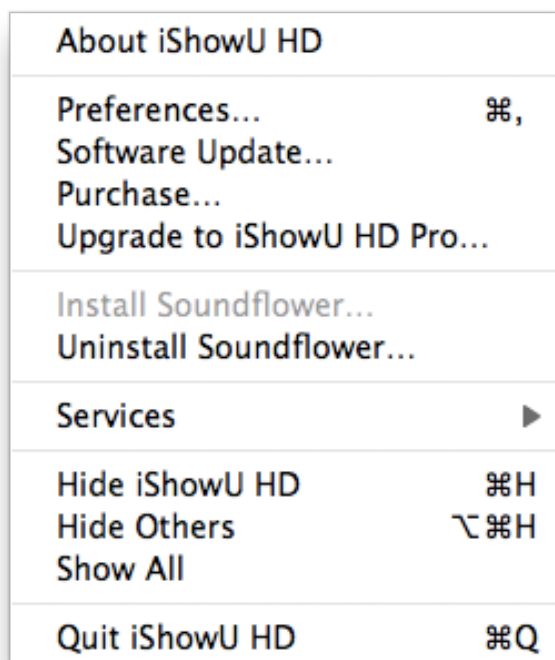 About iShowU HD
Preferences... ⌘,
Software Update...
Purchase...
Upgrade to iShowU HD Pro...
Install Soundflower...
Uninstall Soundflower...
Services ▶
Hide iShowU HD ⌘H
Hide Others ⌥⌘H
Show All
Quit iShowU HD ⌘Q